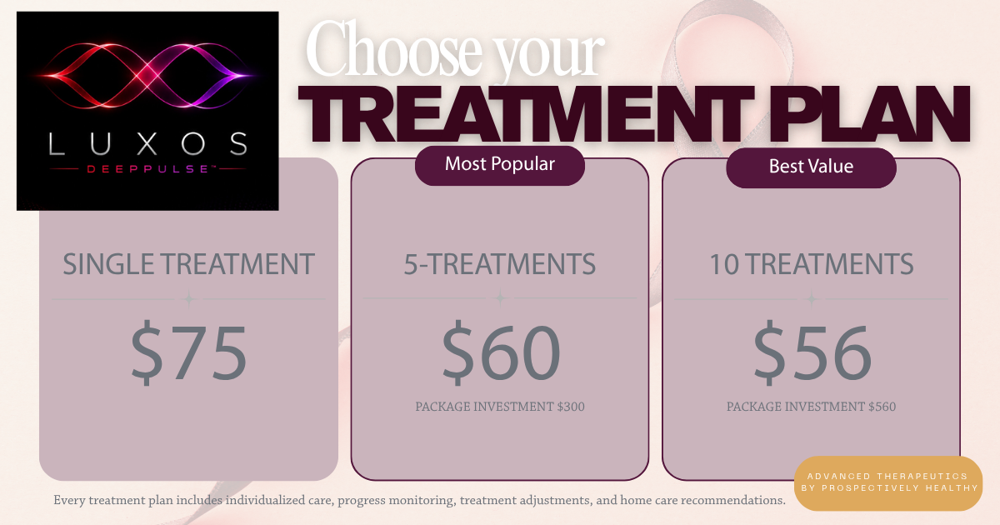 LUXOS
DEEPPULSE™
Choose your
TREATMENT PLAN
SINGLE TREATMENT
$75
Most Popular
5-TREATMENTS
$60
PACKAGE INVESTMENT $300
Best Value
10 TREATMENTS
$56
PACKAGE INVESTMENT $560
Every treatment plan includes individualized care, progress monitoring, treatment adjustments, and home care recommendations.
ADVANCED THERAPEUTICS
BY PROSPECTIVELY HEALTHY